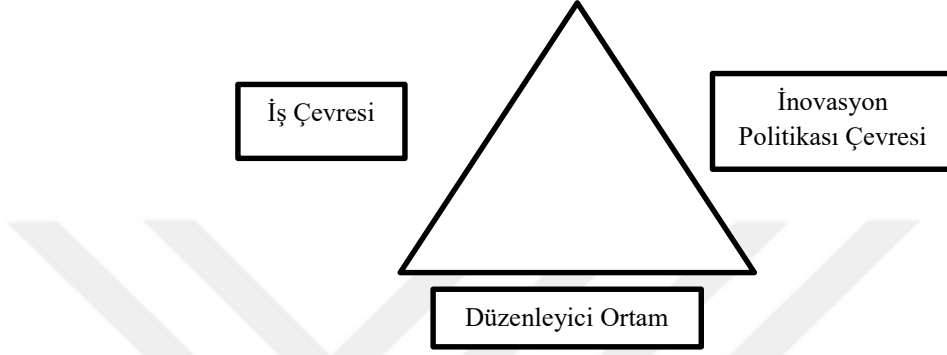 İş Çevresi
İnovasyon
Politikası Çevresi
Düzenleyici Ortam